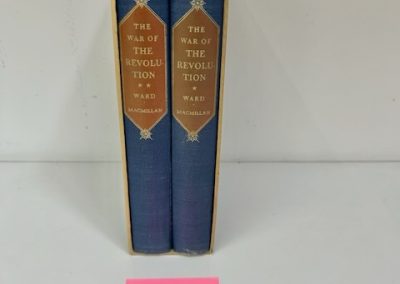 THE
WAR OF
THE
REVOLU-
TION
★ ★
WARD
MACMILLAN
THE
WAR OF
THE
REVOLU-
TION
★
WARD
MACMILLAN